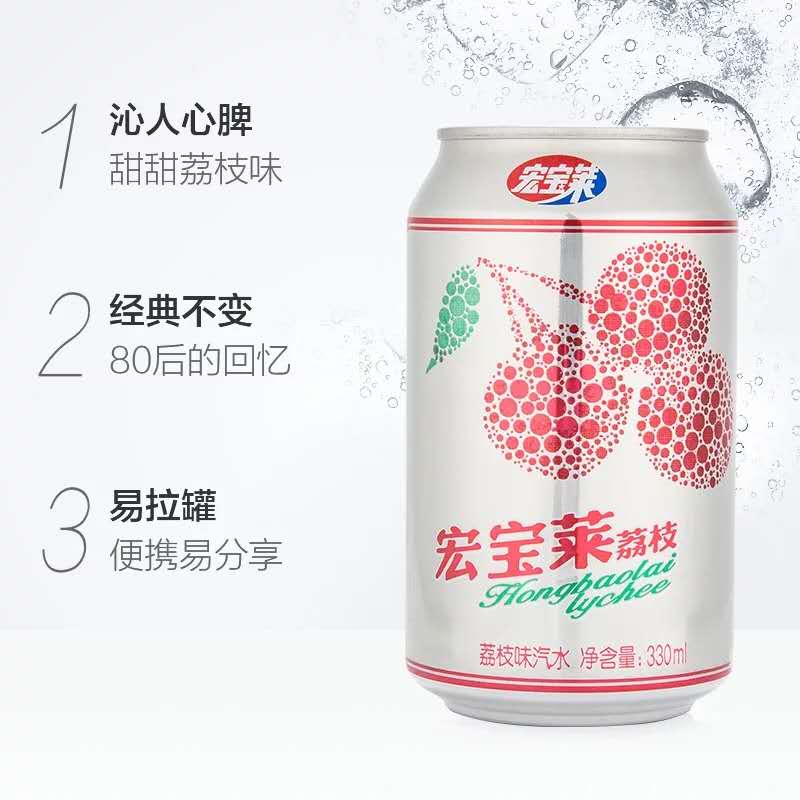 1
沁人心脾
甜甜荔枝味
2
经典不变
80后的回忆
3
易拉罐
便携易分享
宏宝莱
宏宝莱荔枝
Hongbaolai
lychee
荔枝味汽水 净含量:330ml